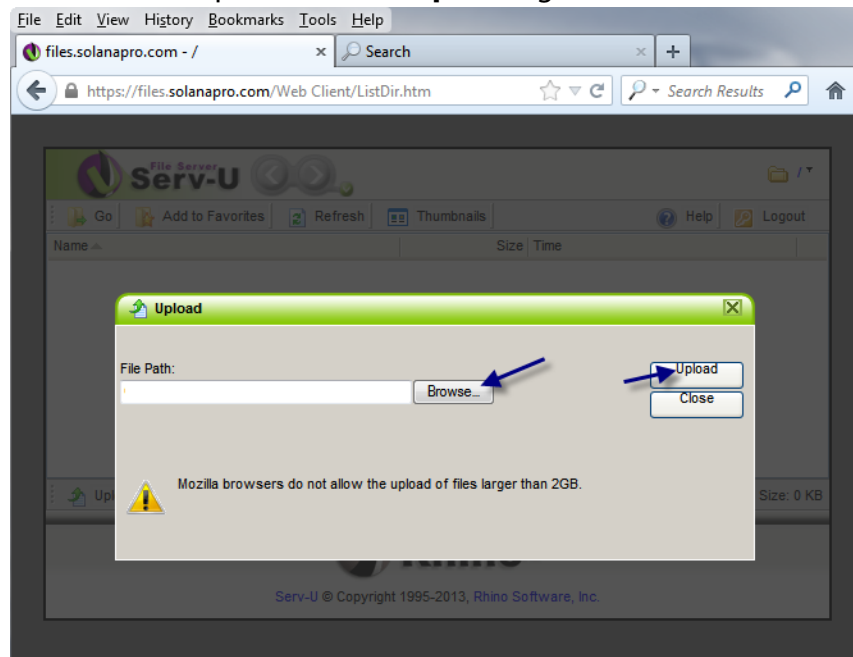 File Edit View History Bookmarks Tools Help
files.solanapro.com - / × Search × +
https://files.solanapro.com/Web Client/ListDir.htm Search Results
File Server
Serv-U /
Go Add to Favorites Refresh Thumbnails Help Logout
Name Size Time
Upload
File Path:
Browse... Upload
Close
Mozilla browsers do not allow the upload of files larger than 2GB.
Upl Size: 0 KB
Serv-U © Copyright 1995-2013, Rhino Software, Inc.